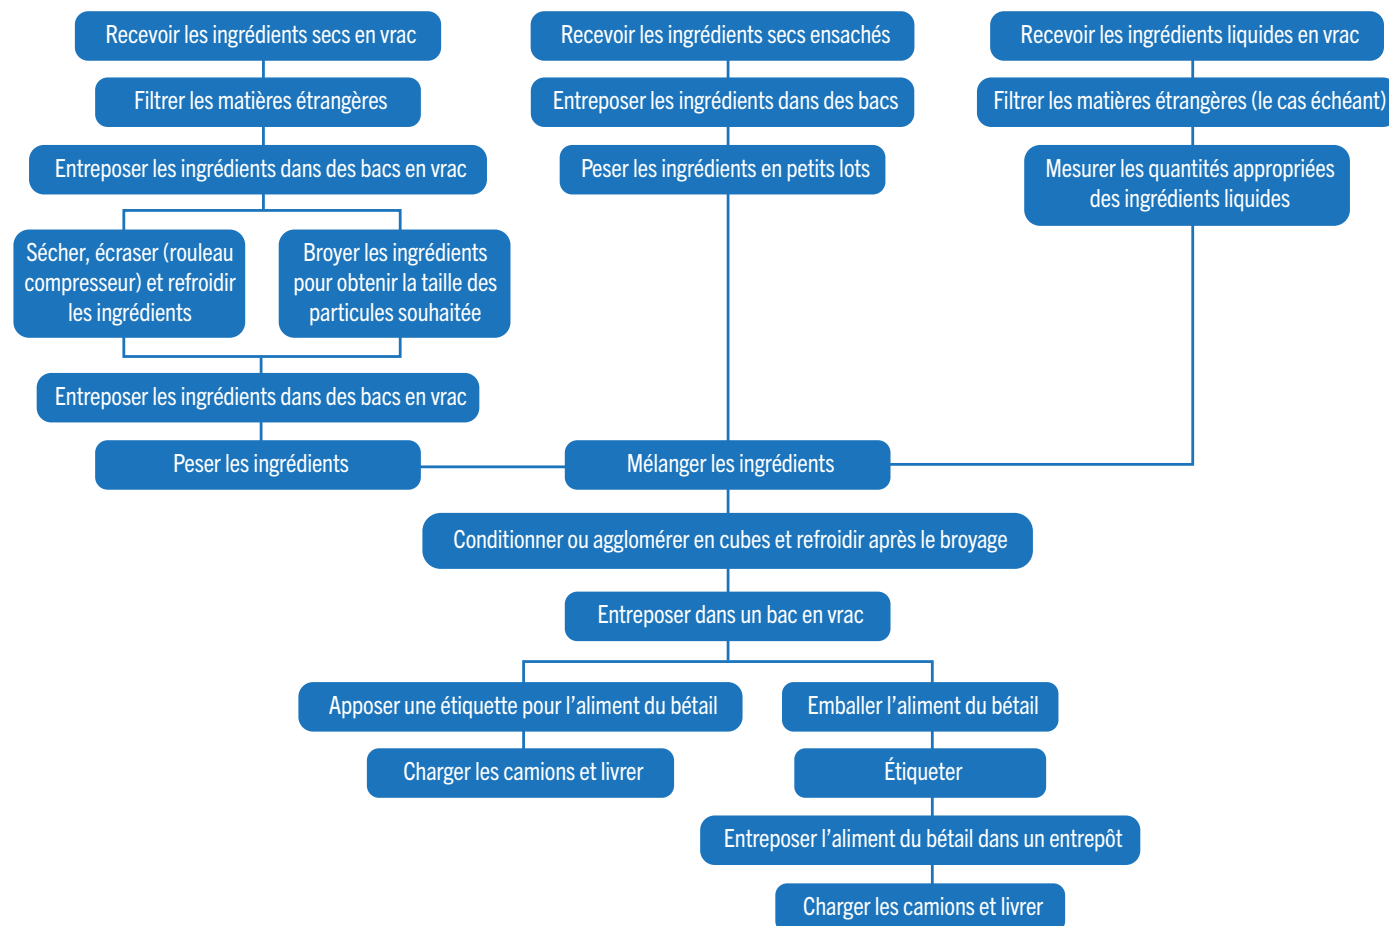 Recevoir les ingrédients secs en vrac
Recevoir les ingrédients secs ensachés
Recevoir les ingrédients liquides en vrac
Filtrer les matières étrangères
Entreposer les ingrédients dans des bacs
Filtrer les matières étrangères (le cas échéant)
Entreposer les ingrédients dans des bacs en vrac
Peser les ingrédients en petits lots
Mesurer les quantités appropriées
des ingrédients liquides
Sécher, écraser (rouleau
compresseur) et refroidir
les ingrédients
Broyer les ingrédients
pour obtenir la taille des
particules souhaitée
Entreposer les ingrédients dans des bacs en vrac
Peser les ingrédients
Mélanger les ingrédients
Conditionner ou agglomérer en cubes et refroidir après le broyage
Entreposer dans un bac en vrac
Apposer une étiquette pour l’aliment du bétail
Emballer l’aliment du bétail
Charger les camions et livrer
Étiqueter
Entreposer l’aliment du bétail dans un entrepôt
Charger les camions et livrer